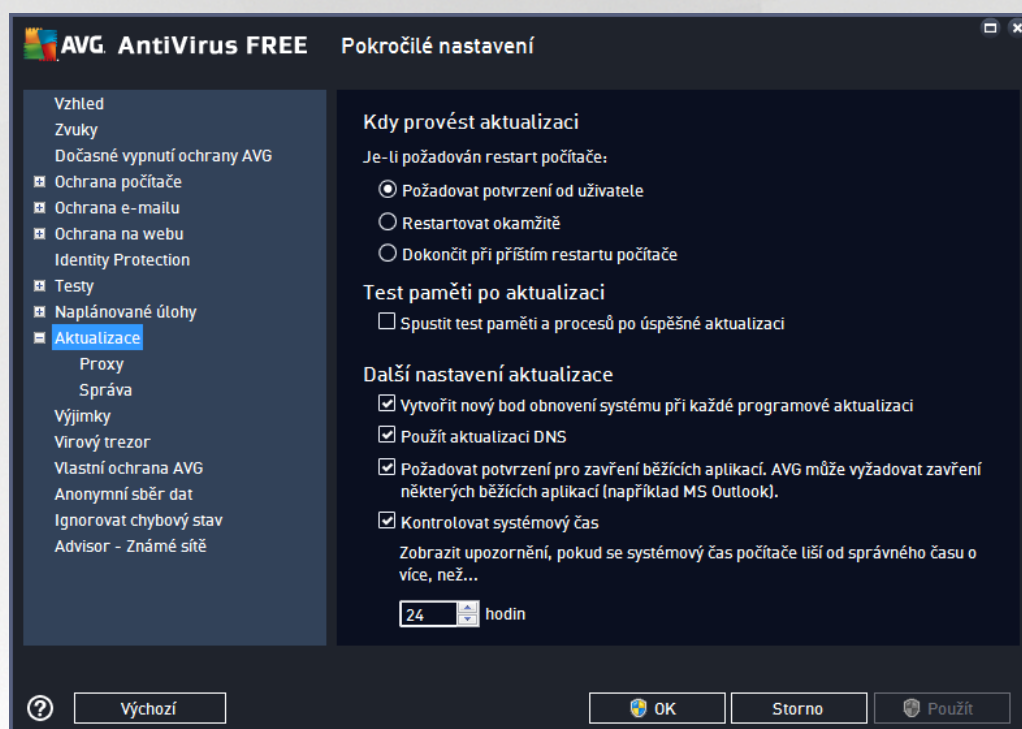 AVG. AntiVirus FREE Pokročilé nastavení
Vzhled
Zvuky
Dočasné vypnutí ochrany AVG
Ochrana počítače
Ochrana e-mailu
Ochrana na webu
Identity Protection
Testy
Naplánované úlohy
Aktualizace
Proxy
Správa
Výjimky
Virový trezor
Vlastní ochrana AVG
Anonymní sběr dat
Ignorovat chybový stav
Advisor - Známé sítě
Kdy provést aktualizaci
Je-li požadován restart počítače:
Požadovat potvrzení od uživatele
Restartovat okamžitě
Dokončit při příštím restartu počítače
Test paměti po aktualizaci
Spustit test paměti a procesů po úspěšné aktualizaci
Další nastavení aktualizace
Vytvořit nový bod obnovení systému při každé programové aktualizaci
Použít aktualizaci DNS
Požadovat potvrzení pro zavření běžících aplikací. AVG může vyžadovat zavření
některých běžících aplikací (například MS Outlook).
Kontrolovat systémový čas
Zobrazit upozornění, pokud se systémový čas počítače liší od správného času o
více, než...
24 hodin
? Výchozí OK Storno Použít